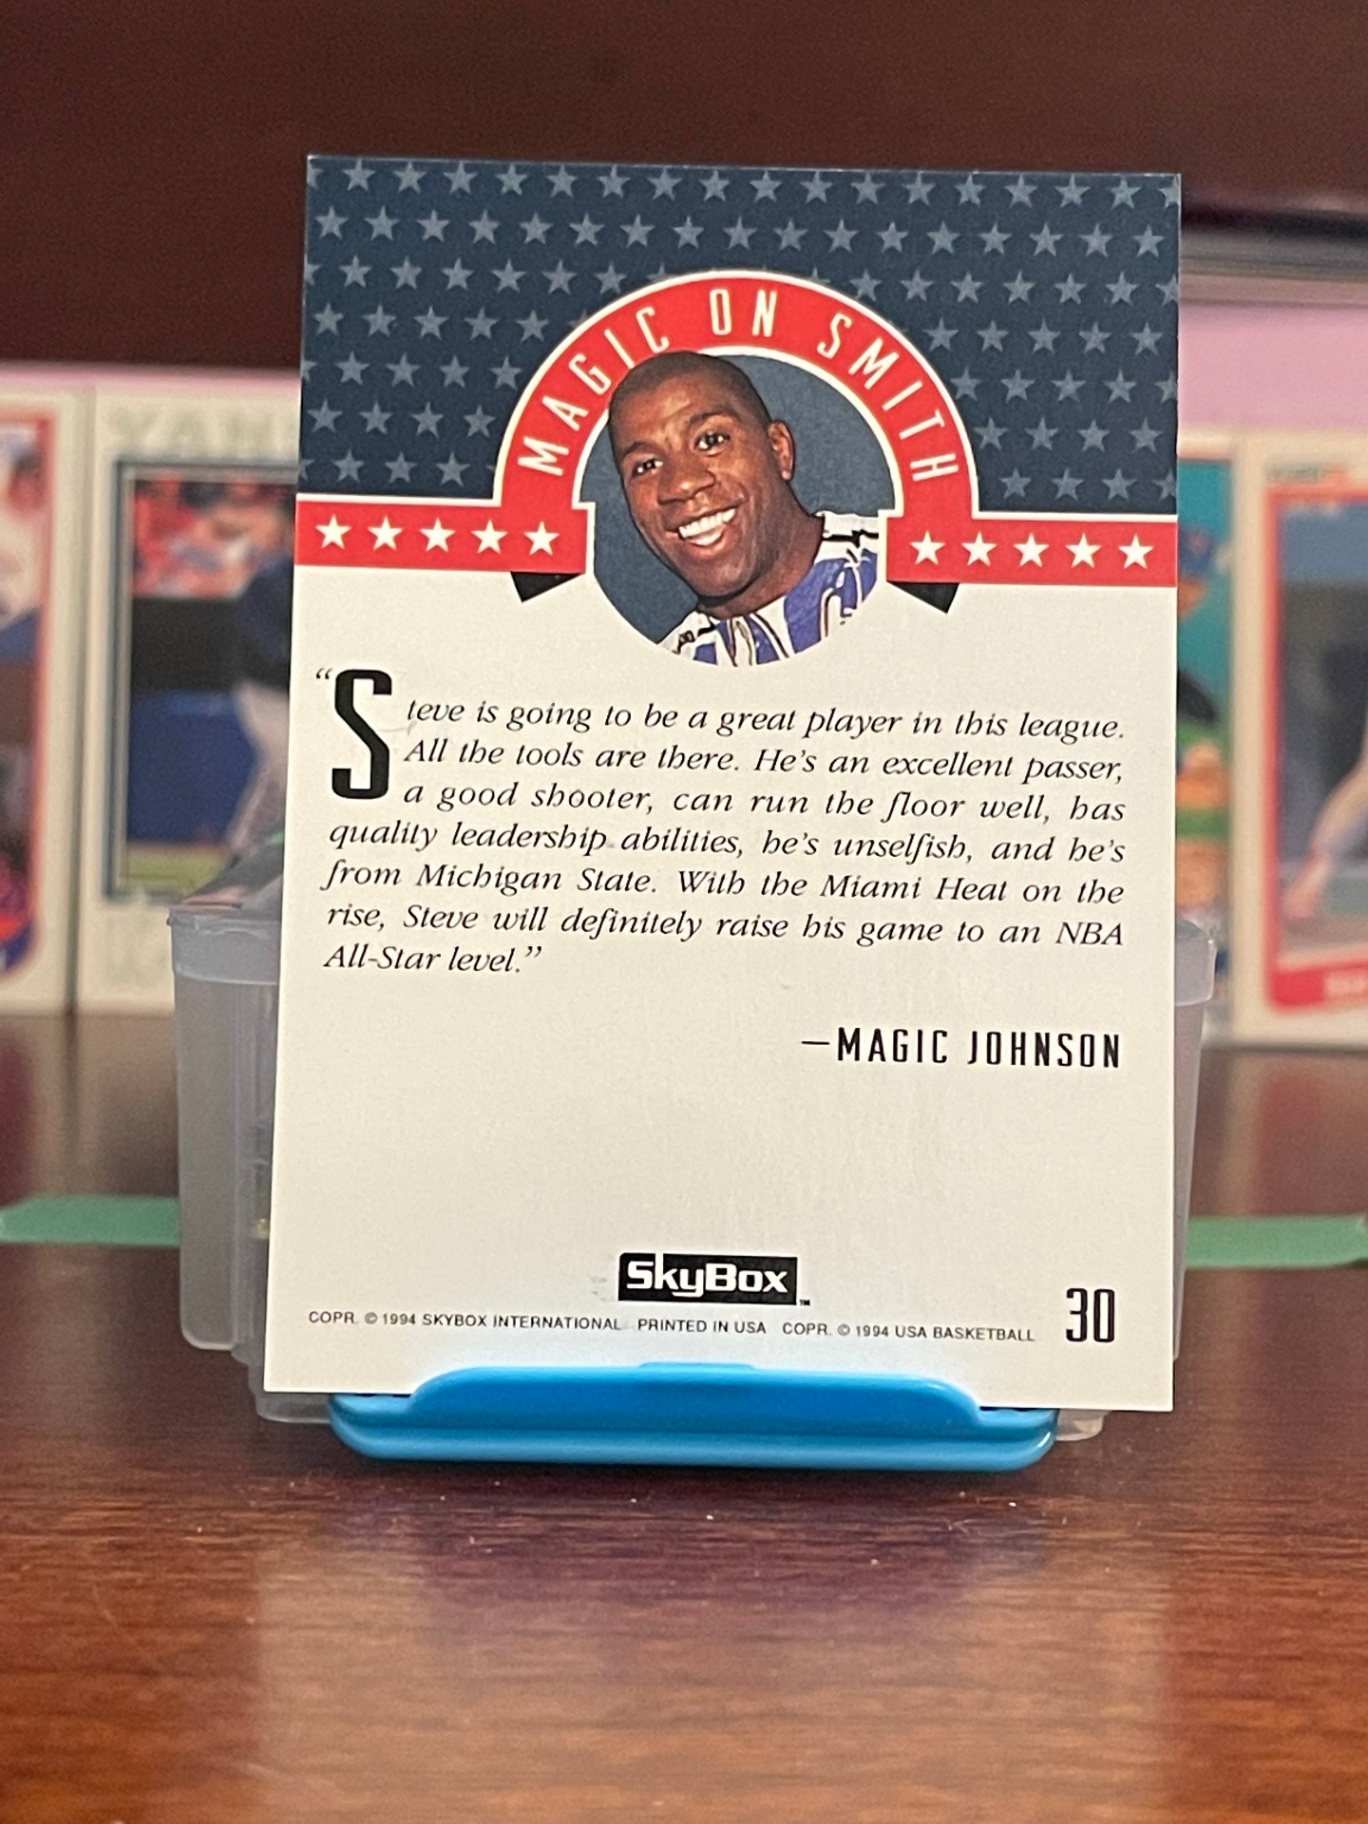 MAGIC ON SMITH
“Steve is going to be a great player in this league.
All the tools are there. He's an excellent passer,
a good shooter, can run the floor well, has
quality leadership abilities, he's unselfish, and he's
from Michigan State. With the Miami Heat on the
rise, Steve will definitely raise his game to an NBA
All-Star level.”
—MAGIC JOHNSON
SkyBox™
COPR. © 1994 SKYBOX INTERNATIONAL PRINTED IN USA COPR. © 1994 USA BASKETBALL
30